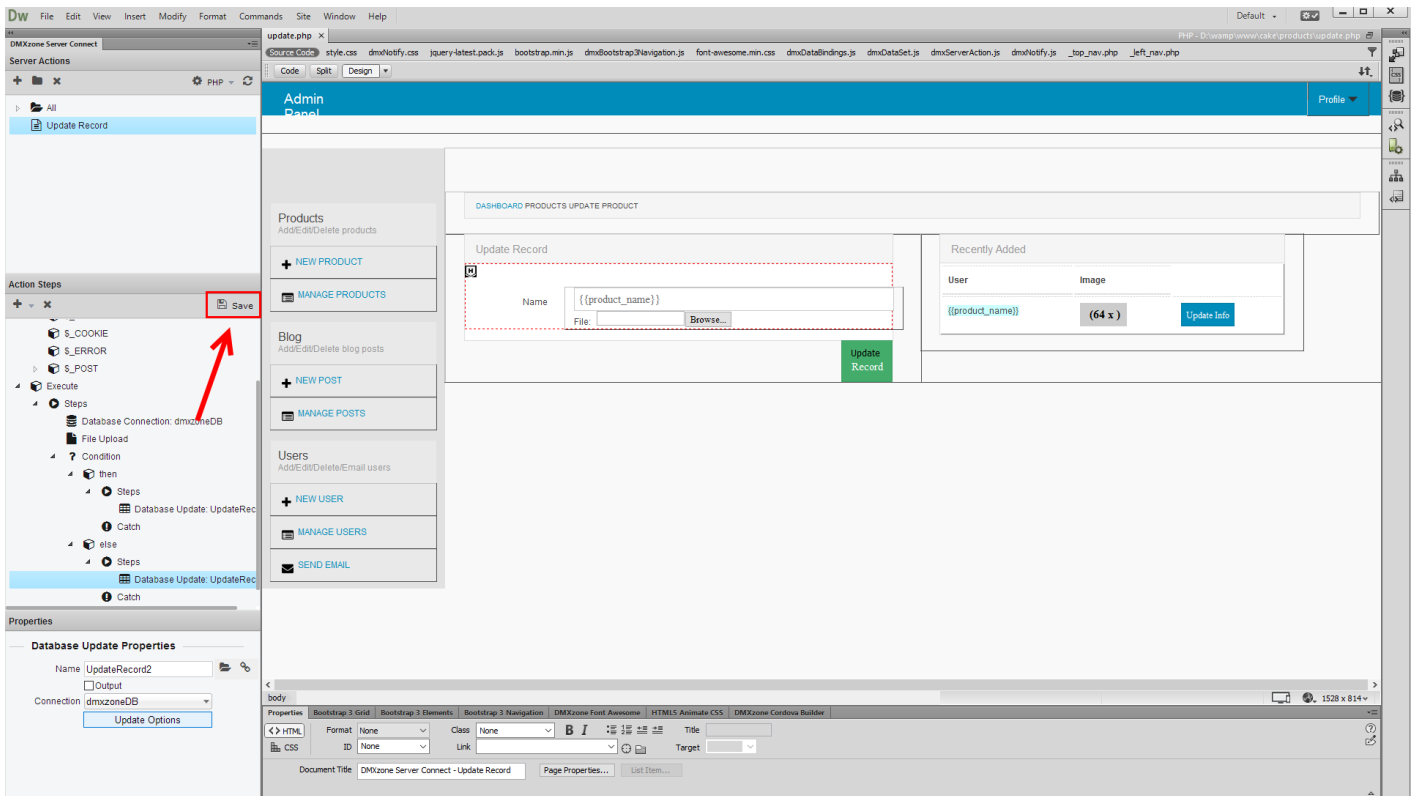 DW File Edit View Insert Modify Format Commands Site Window Help Default
DMXzone Server Connect
Server Actions
PHP
All
Update Record
Action Steps
Save
$_COOKIE
$_ERROR
$_POST
Execute
Steps
Database Connection: dmxzoneDB
File Upload
? Condition
then
Steps
Database Update: UpdateRec
Catch
else
Steps
Database Update: UpdateRec
Catch
Properties
Database Update Properties
Name UpdateRecord2
Output
Connection dmxzoneDB
Update Options
update.php × PHP - D:\wamp\www\cake\products\update.php
Source Code style.css dmxNotify.css jquery-latest.pack.js bootstrap.min.js dmxBootstrap3Navigation.js font-awesome.min.css dmxDataBindings.js dmxDataSet.js dmxServerAction.js dmxNotify.js _top_nav.php _left_nav.php
Code Split Design
Admin
Panel
Profile
Products
Add/Edit/Delete products
NEW PRODUCT
MANAGE PRODUCTS
Blog
Add/Edit/Delete blog posts
NEW POST
MANAGE POSTS
Users
Add/Edit/Delete/Email users
NEW USER
MANAGE USERS
SEND EMAIL
DASHBOARD PRODUCTS UPDATE PRODUCT
Update Record
Name {{product_name}}
File: Browse...
Update
Record
Recently Added
User Image
{{product_name}} (64 x ) Update Info
body 1528 x 814
Properties Bootstrap 3 Grid Bootstrap 3 Elements Bootstrap 3 Navigation DMXzone Font Awesome HTML5 Animate CSS DMXzone Cordova Builder
<> HTML Format None Class None B I Title
CSS ID None Link Target
Document Title DMXzone Server Connect - Update Record Page Properties... List Item...